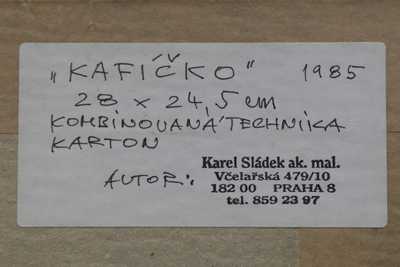 „KAFÍČKO" 1985
28 x 24,5 cm
KOMBINOVANÁ TECHNIKA
KARTON
AUTOR:
Karel Sládek ak. mal.
Včelařská 479/10
182 00 PRAHA 8
tel. 859 23 97